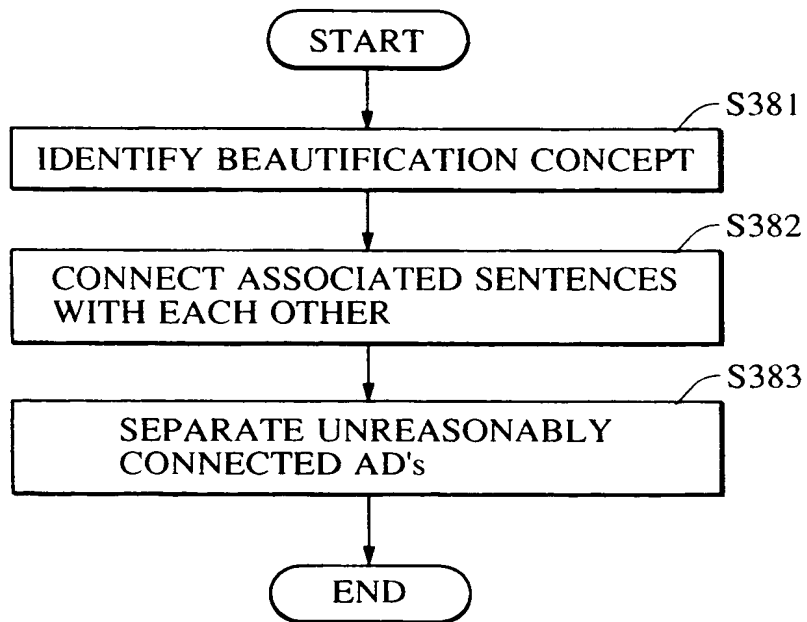 START
S381
IDENTIFY BEAUTIFICATION CONCEPT
S382
CONNECT ASSOCIATED SENTENCES
WITH EACH OTHER
S383
SEPARATE UNREASONABLY
CONNECTED AD's
END